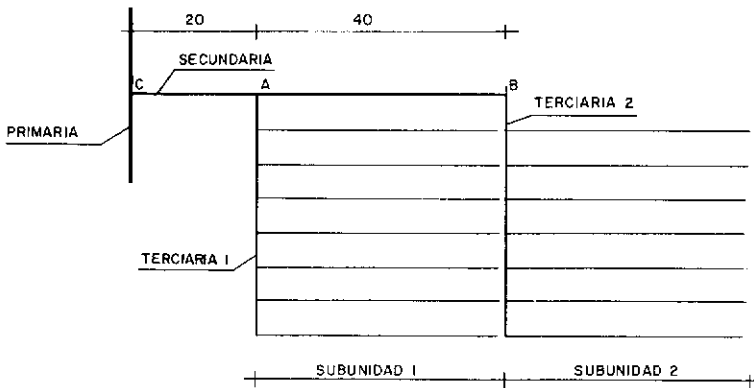 20
40
SECUNDARIA
C
A
B
TERCIARIA 2
PRIMARIA
TERCIARIA 1
SUBUNIDAD 1
SUBUNIDAD 2